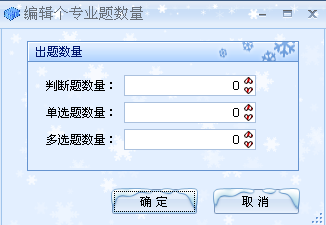 编辑个专业题数量
出题数量
判断题数量： 0
单选题数量： 0
多选题数量： 0
确 定 取 消